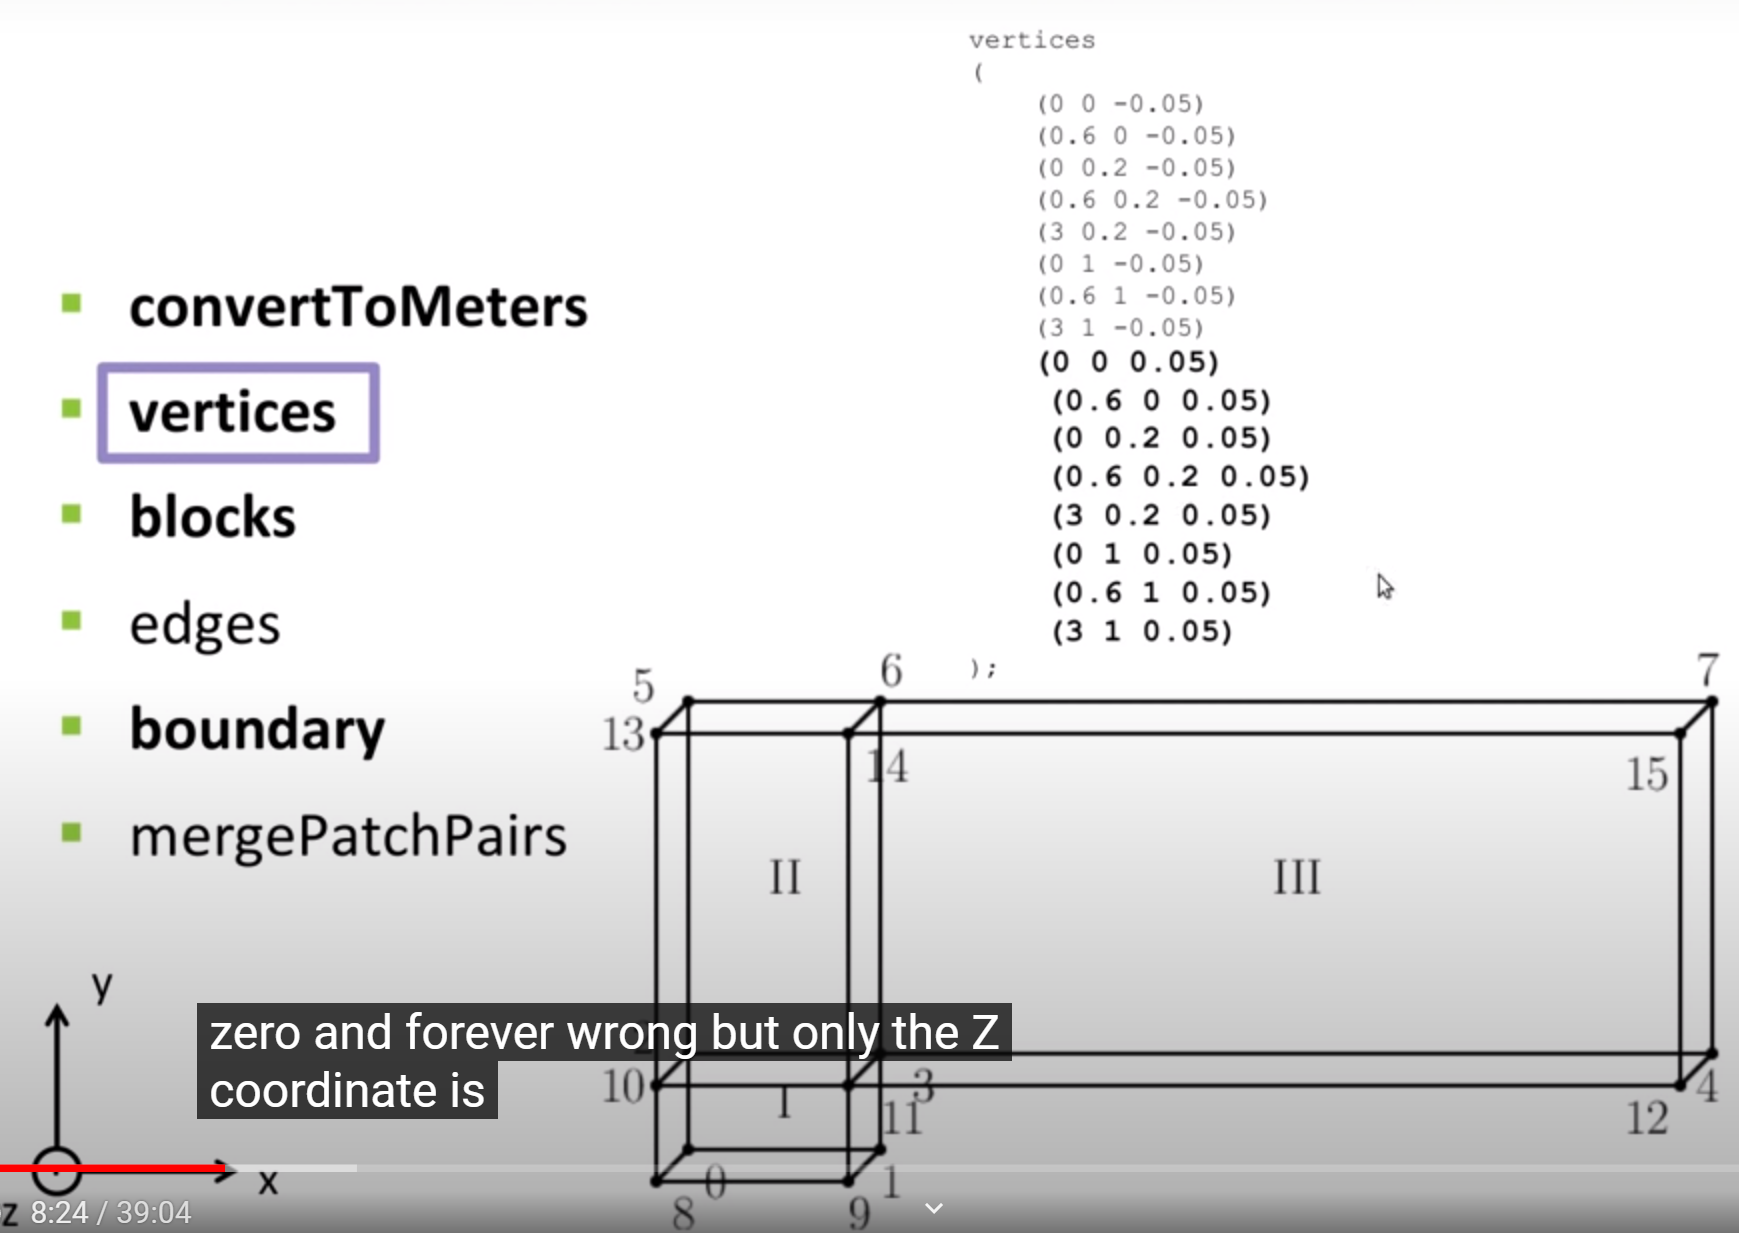 vertices
(
(0 0 -0.05)
(0.6 0 -0.05)
(0 0.2 -0.05)
(0.6 0.2 -0.05)
(3 0.2 -0.05)
(0 1 -0.05)
(0.6 1 -0.05)
(3 1 -0.05)
(0 0 0.05)
(0.6 0 0.05)
(0 0.2 0.05)
(0.6 0.2 0.05)
(3 0.2 0.05)
(0 1 0.05)
(0.6 1 0.05)
(3 1 0.05)
);
convertToMeters
vertices
blocks
edges
boundary
mergePatchPairs
5
6
7
13
14
15
II
III
10
I
3
11
4
12
0
1
8
9
y
x
z
zero and forever wrong but only the Z
coordinate is
8:24 / 39:04